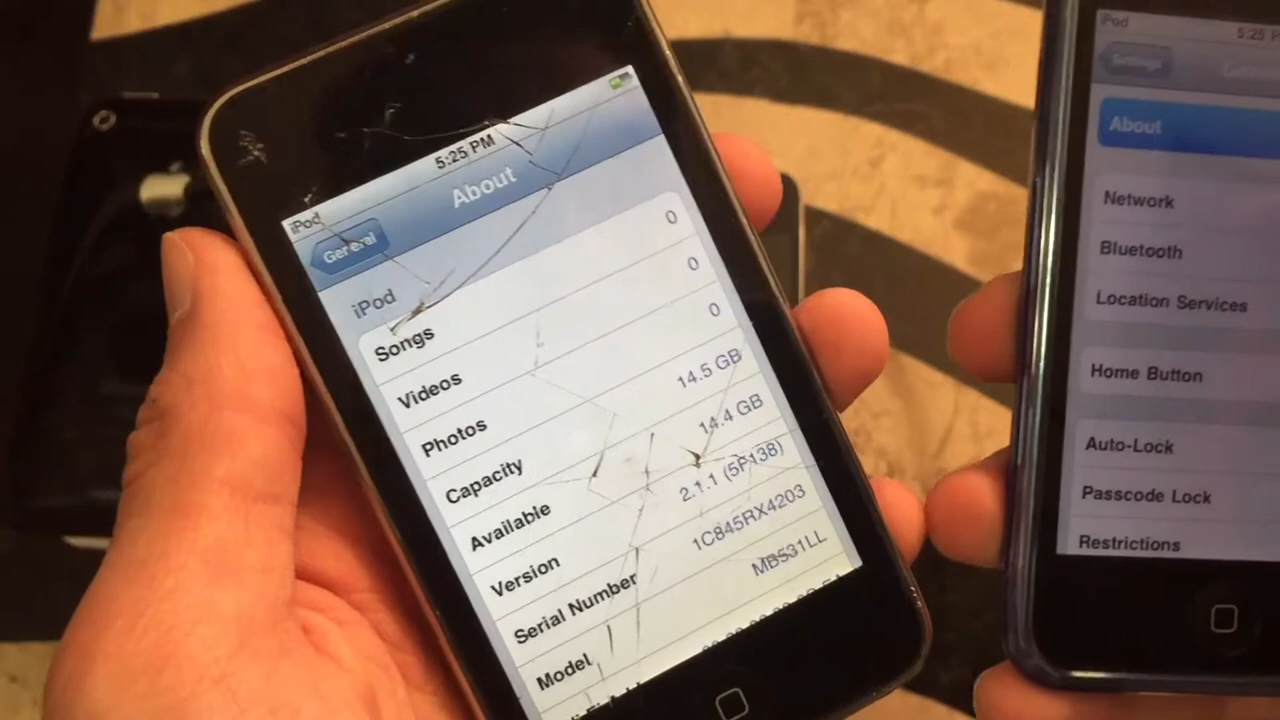 iPod
5:25 PM
General
About
iPod
Songs 0
Videos 0
Photos 0
Capacity 14.5 GB
Available 14.4 GB
Version 2.1.1 (5F138)
Serial Number 1C845RX4203
Model MB531LL
iPod
5:25
Settings
About
Network
Bluetooth
Location Services
Home Button
Auto-Lock
Passcode Lock
Restrictions